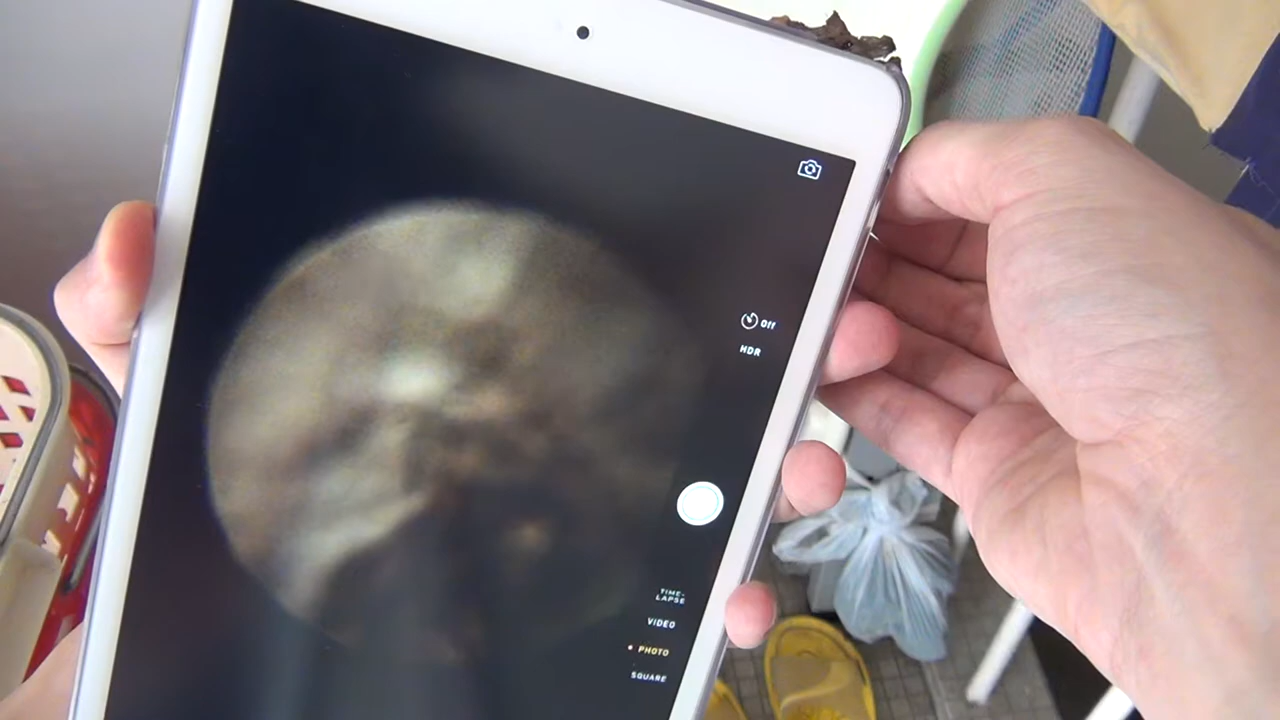 Off
HDR
TIME-
LAPSE
VIDEO
PHOTO
SQUARE